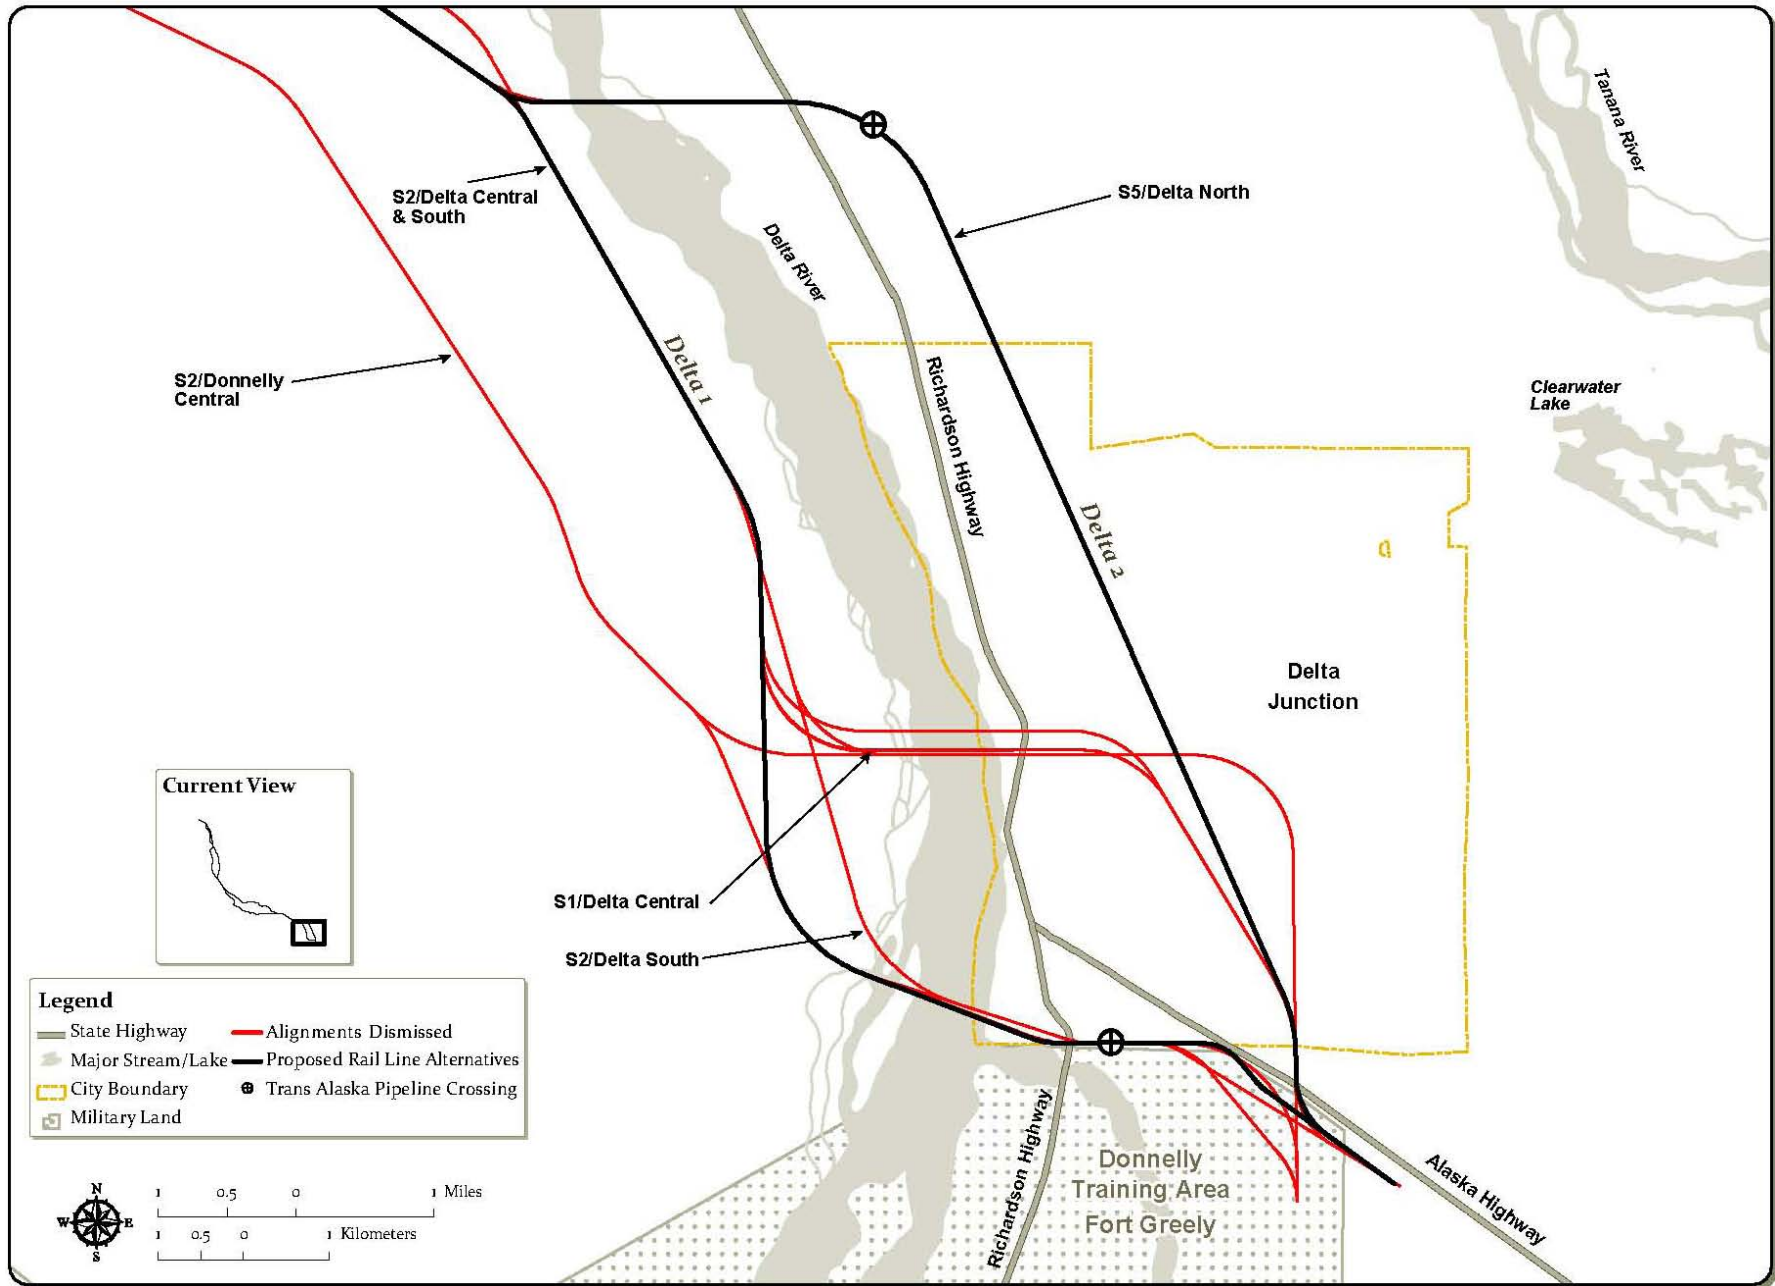 Tanana River
S2/Delta Central
& South
S5/Delta North
Delta River
Delta 1
S2/Donnelly
Central
Richardson Highway
Clearwater
Lake
Delta 2
Delta
Junction
Current View
S1/Delta Central
S2/Delta South
Legend
State Highway
Alignments Dismissed
Major Stream/Lake
Proposed Rail Line Alternatives
City Boundary
Trans Alaska Pipeline Crossing
Military Land
Richardson Highway
Donnelly
Training Area
Fort Greely
Alaska Highway
N
W E
S
1 0.5 0 1 Miles
1 0.5 0 1 Kilometers